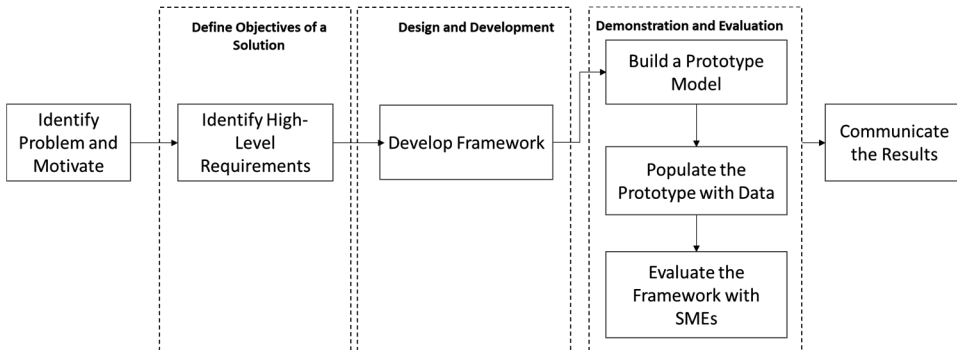 Define Objectives of a
Solution
Design and Development
Demonstration and Evaluation
Identify
Problem and
Motivate
Identify High-
Level
Requirements
Develop Framework
Build a Prototype
Model
Populate the
Prototype with Data
Evaluate the
Framework with
SMEs
Communicate
the Results